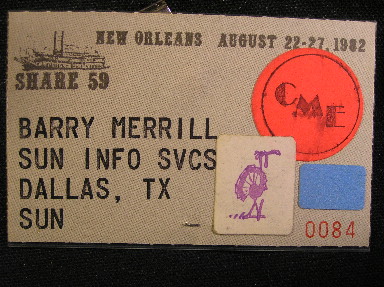 NEW ORLEANS AUGUST 22-27, 1982
SHARE 59
CME
BARRY MERRILL
SUN INFO SVCS
DALLAS, TX
SUN
0084